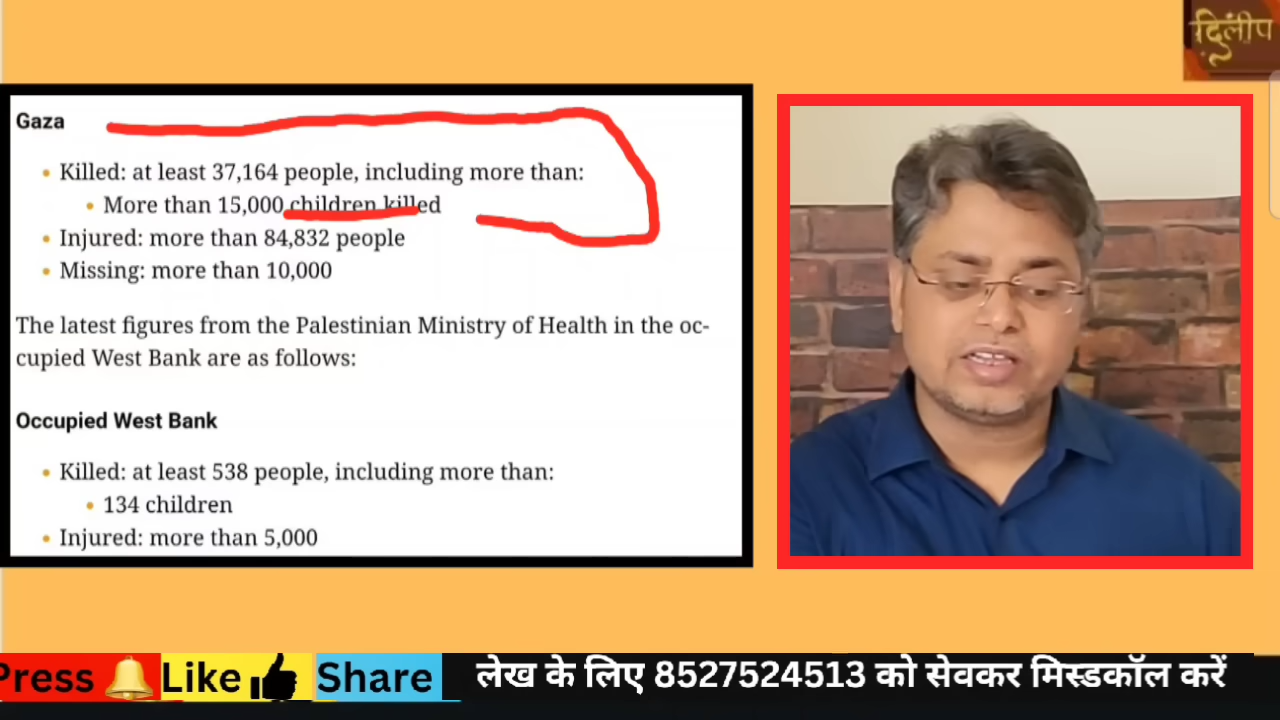 दिलीप
Gaza
• Killed: at least 37,164 people, including more than:
• More than 15,000 children killed
• Injured: more than 84,832 people
• Missing: more than 10,000
The latest figures from the Palestinian Ministry of Health in the oc-
cupied West Bank are as follows:
Occupied West Bank
• Killed: at least 538 people, including more than:
• 134 children
• Injured: more than 5,000
Press Like Share लेख के लिए 8527524513 को सेवकर मिस्डकॉल करें